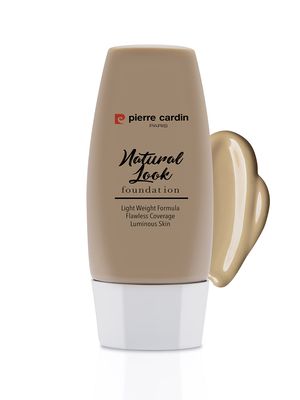 pierre cardin
PARIS
Natural
Look
foundation
Light Weight Formula
Flawless Coverage
Luminous Skin